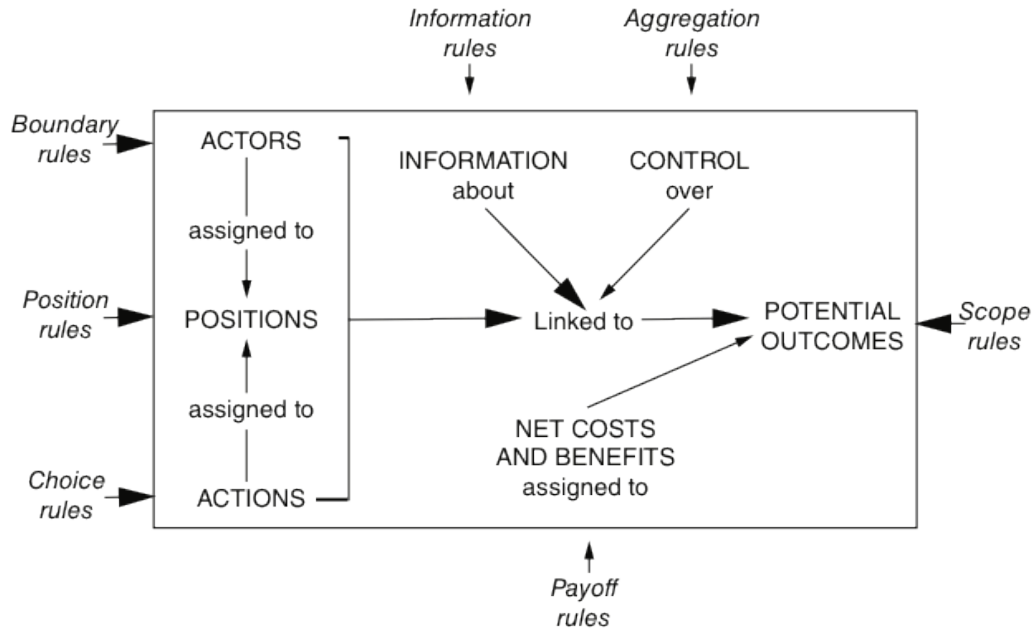 Information
rules
Aggregation
rules
Boundary
rules
ACTORS
INFORMATION
about
CONTROL
over
assigned to
Position
rules
POSITIONS
Linked to
POTENTIAL
OUTCOMES
Scope
rules
assigned to
NET COSTS
AND BENEFITS
assigned to
Choice
rules
ACTIONS
Payoff
rules